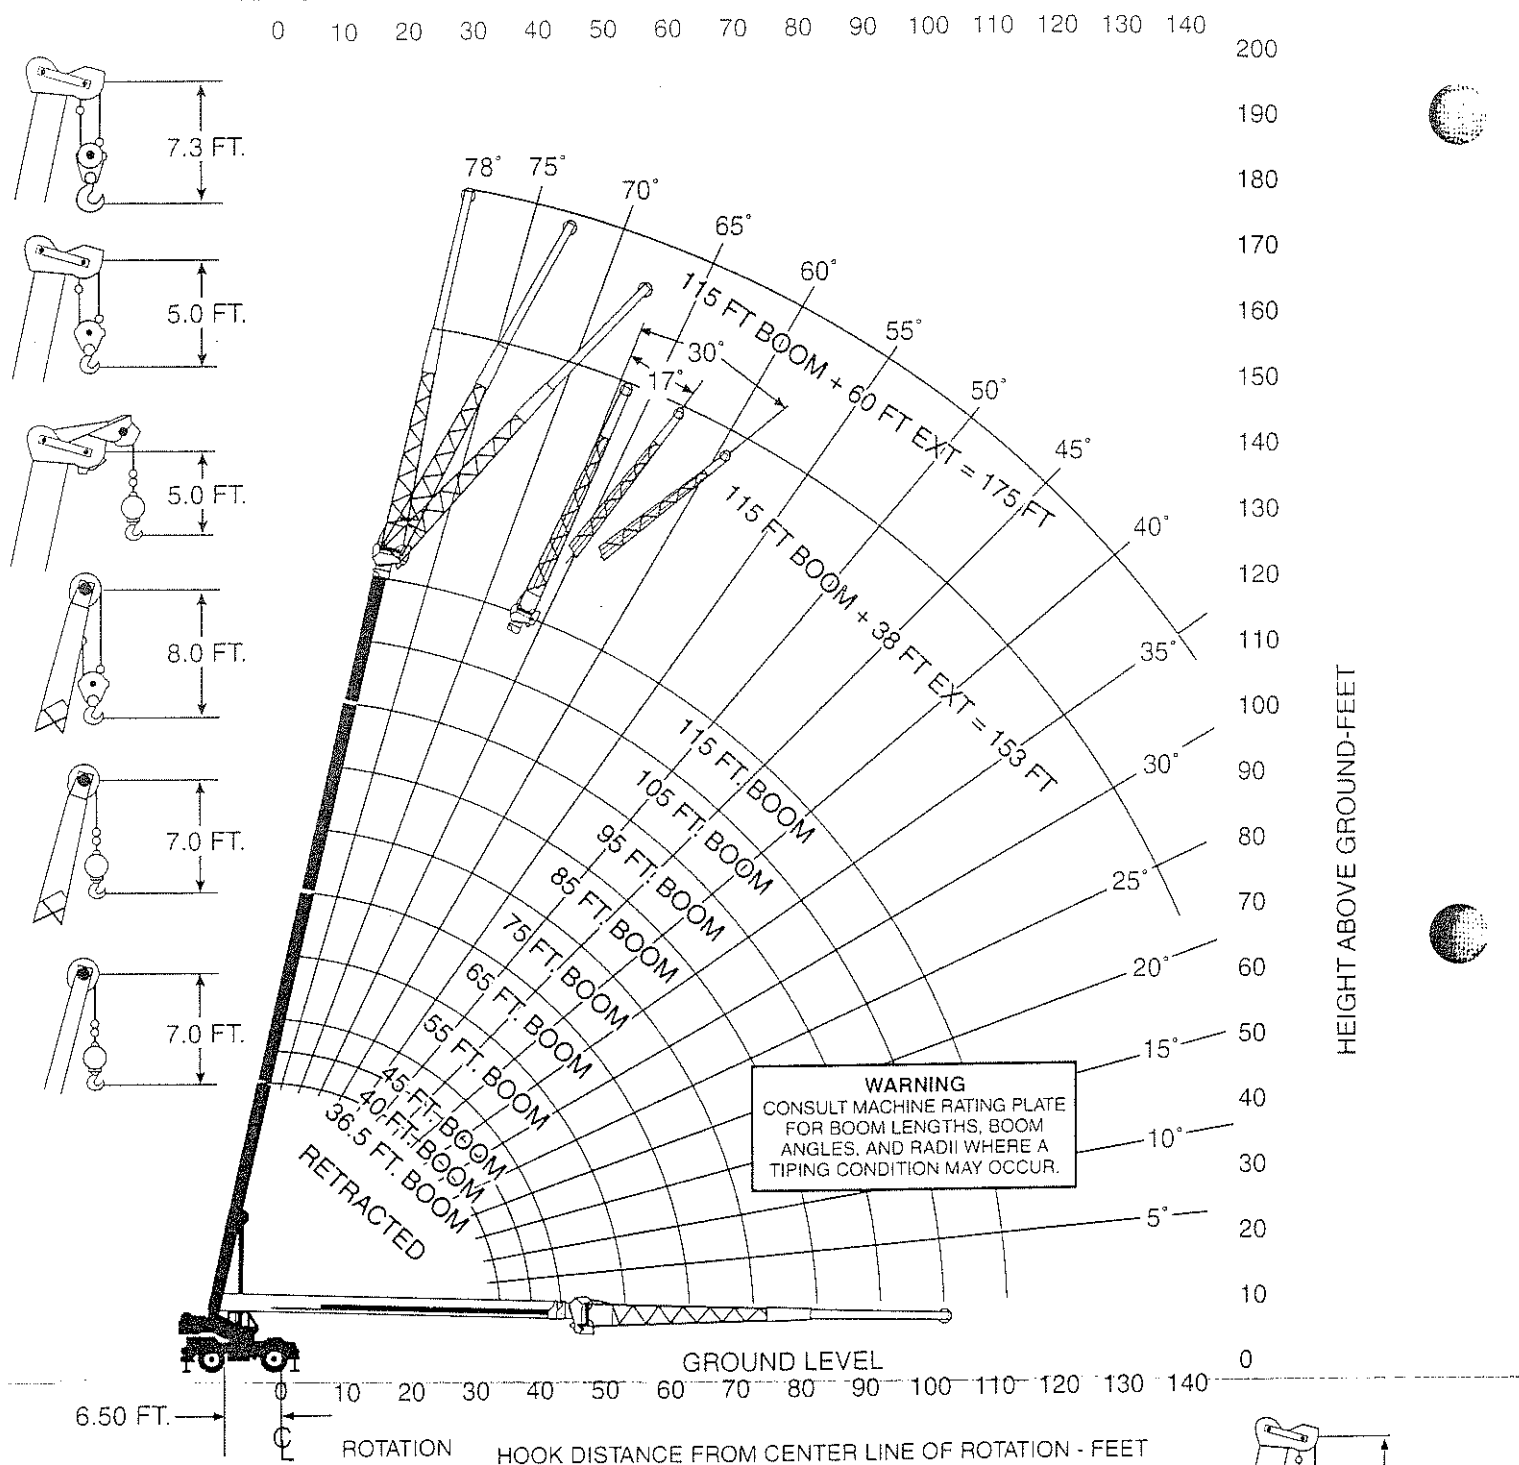 0 10 20 30 40 50 60 70 80 90 100 110 120 130 140
200
190
180
170
160
150
140
130
120
110
100
90
80
70
60
50
40
30
20
10
0
HEIGHT ABOVE GROUND-FEET
7.3 FT.
5.0 FT.
5.0 FT.
8.0 FT.
7.0 FT.
7.0 FT.
78°
75°
70°
65°
60°
55°
50°
45°
40°
35°
30°
25°
20°
15°
10°
5°
30°
17°
115 FT BOOM + 60 FT EXT = 175 FT
115 FT BOOM + 38 FT EXT = 153 FT
115 FT. BOOM
105 FT. BOOM
95 FT. BOOM
85 FT. BOOM
75 FT. BOOM
65 FT. BOOM
55 FT. BOOM
45 FT. BOOM
40 FT. BOOM
36.5 FT. BOOM
RETRACTED
WARNING
CONSULT MACHINE RATING PLATE
FOR BOOM LENGTHS, BOOM
ANGLES, AND RADII WHERE A
TIPING CONDITION MAY OCCUR.
GROUND LEVEL
0 10 20 30 40 50 60 70 80 90 100 110 120 130 140
6.50 FT.
CL
ROTATION HOOK DISTANCE FROM CENTER LINE OF ROTATION - FEET